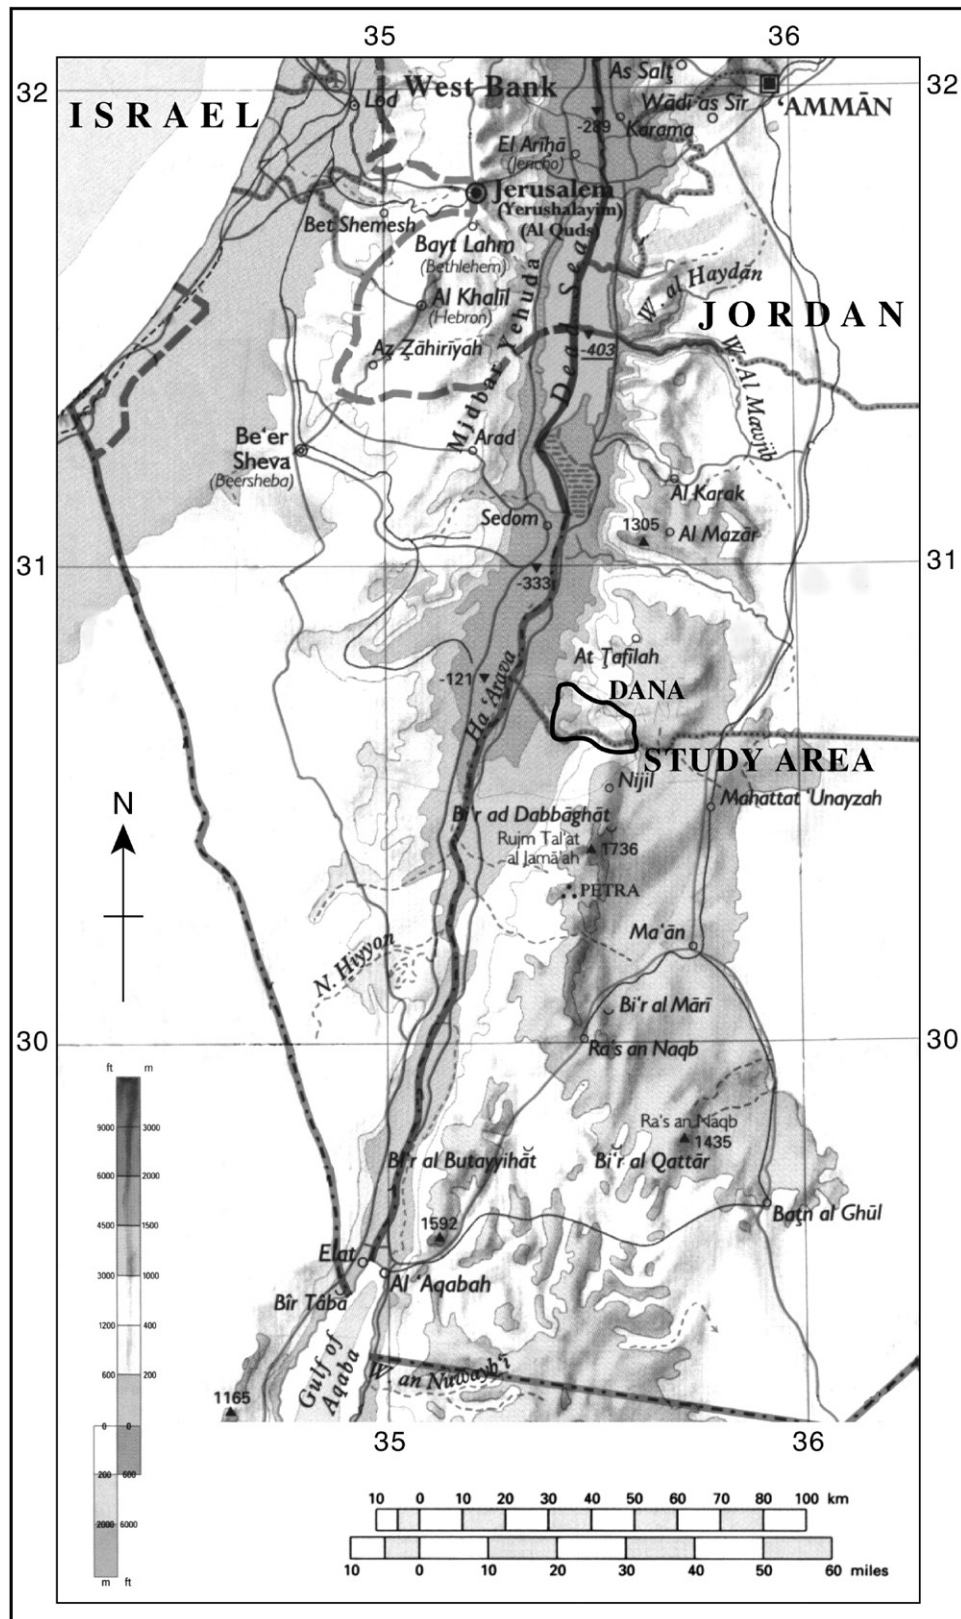 35 36
32 32
ISRAEL
West Bank
As Salţ
Wādī as Sīr
'AMMĀN
Lod
-289
Karama
El Arīḥā
(Jericho)
Jerusalem
(Yerushalayim)
(Al Quds)
Bet Shemesh
Bayt Lahm
(Bethlehem)
W. al Haydān
Al Khalīl
(Hebron)
JORDAN
Az Ẓāhirīyah
-403
Dead Sea
Midbar Yehuda
W. Al Mawjib
Be'er
Sheva
(Beersheba)
Arad
Al Karak
Sedom
1305
Al Mazār
31 31
-333
At Ţafīlah
-121
Ha 'Arava
DANA
STUDY AREA
Nijil
Mahattat 'Unayzah
N
Bi'r ad Dabbāghāt
Rujm Tal'at
al Jamā'ah
1736
PETRA
Ma'ān
N. Hiyyon
Bi'r al Mārī
30 30
Ra's an Naqb
ft m
9000 3000
6000 2000
4500 1500
3000 1000
1200 400
600 200
0 0
200 600
2000 6000
m ft
Ra's an Naqb
1435
Bi'r al Butayyihāt
Bi'r al Qattār
1592
Baţn al Ghūl
Elat
Al 'Aqabah
Bîr Tâba
Gulf of
Aqaba
W an Nuwayb'i
1165
35 36
10 0 10 20 30 40 50 60 70 80 100 km
10 0 10 20 30 40 50 60 miles